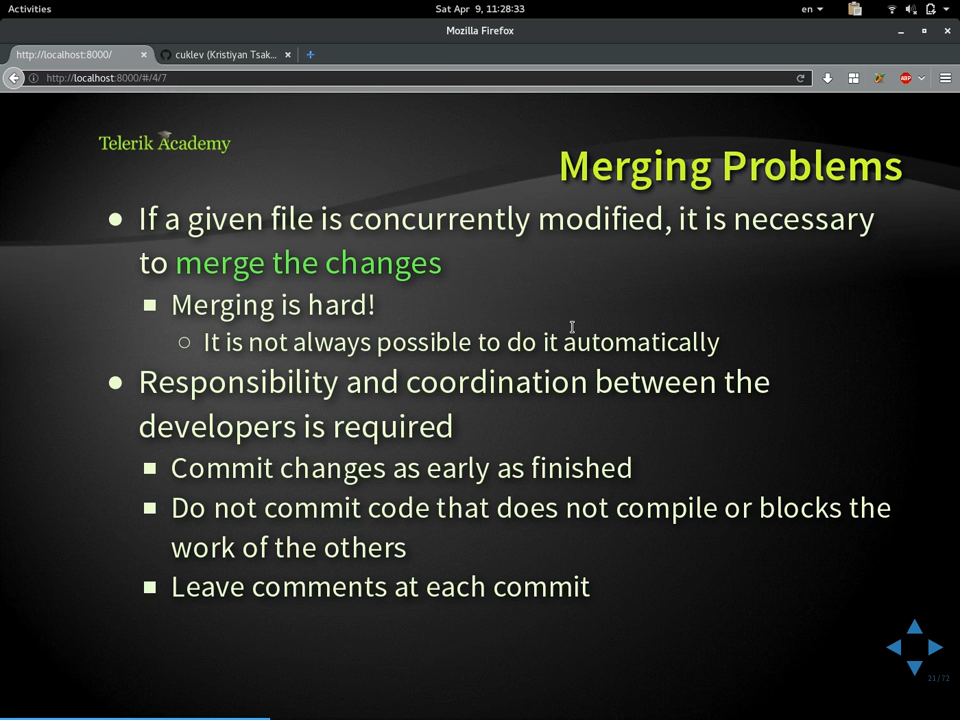 Activities
Sat Apr 9, 11:28:33
en
Mozilla Firefox
http://localhost:8000/
cuklev (Kristiyan Tsak...
http://localhost:8000/#/4/7
ABP
Telerik Academy
Merging Problems
If a given file is concurrently modified, it is necessary
to merge the changes
Merging is hard!
It is not always possible to do it automatically
Responsibility and coordination between the
developers is required
Commit changes as early as finished
Do not commit code that does not compile or blocks the
work of the others
Leave comments at each commit
21/72